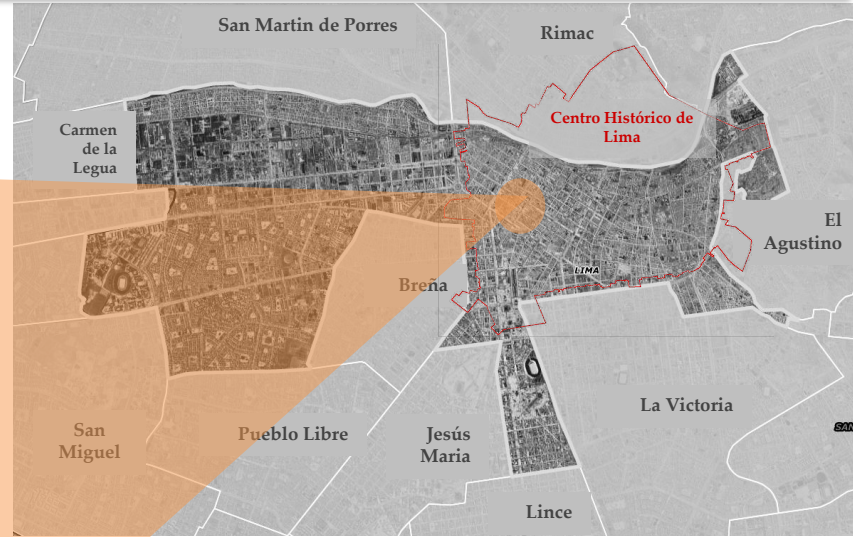 San Martin de Porres
Rimac
Centro Histórico de
Lima
Carmen
de la
Legua
El
Agustino
LIMA
Breña
La Victoria
San
Miguel
Pueblo Libre
Jesús
Maria
SAN
Lince